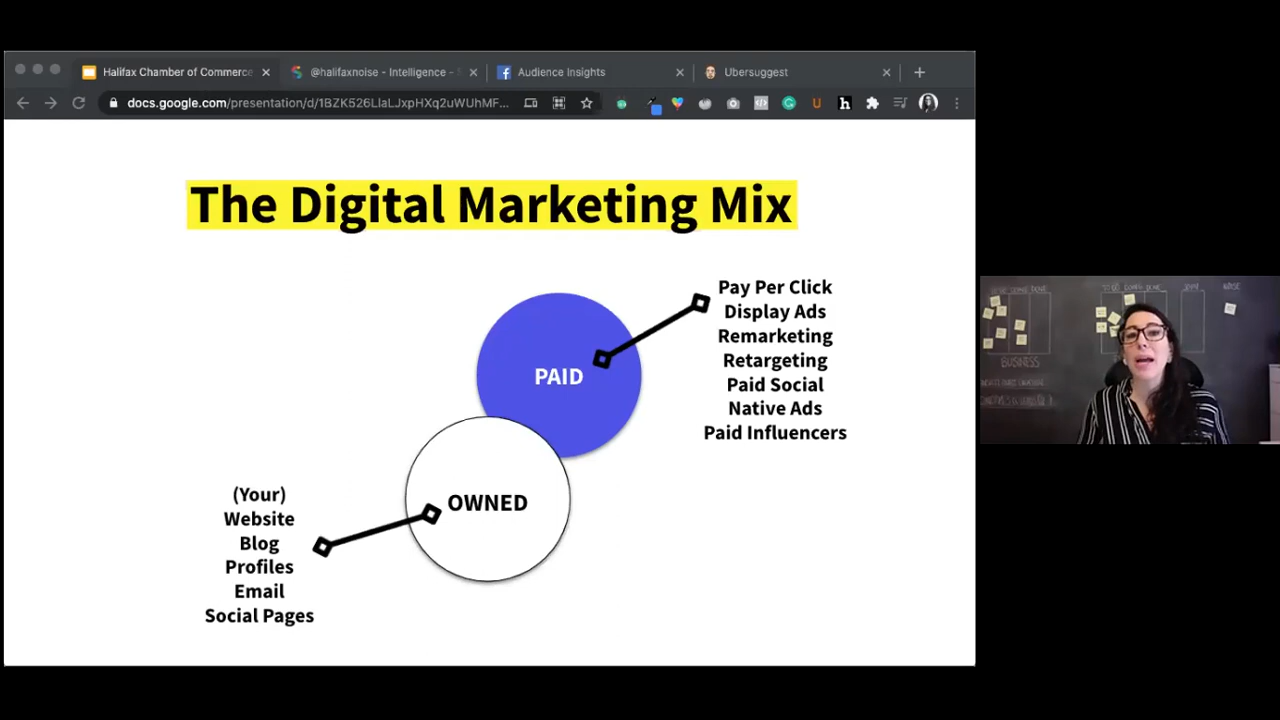 Halifax Chamber of Commerce
@halifaxnoise - Intelligence -
Audience Insights
Ubersuggest
docs.google.com/presentation/d/1BZK526LlaLJxpHXq2uWUhMF...
The Digital Marketing Mix
PAID
Pay Per Click
Display Ads
Remarketing
Retargeting
Paid Social
Native Ads
Paid Influencers
OWNED
(Your)
Website
Blog
Profiles
Email
Social Pages
BUSINESS